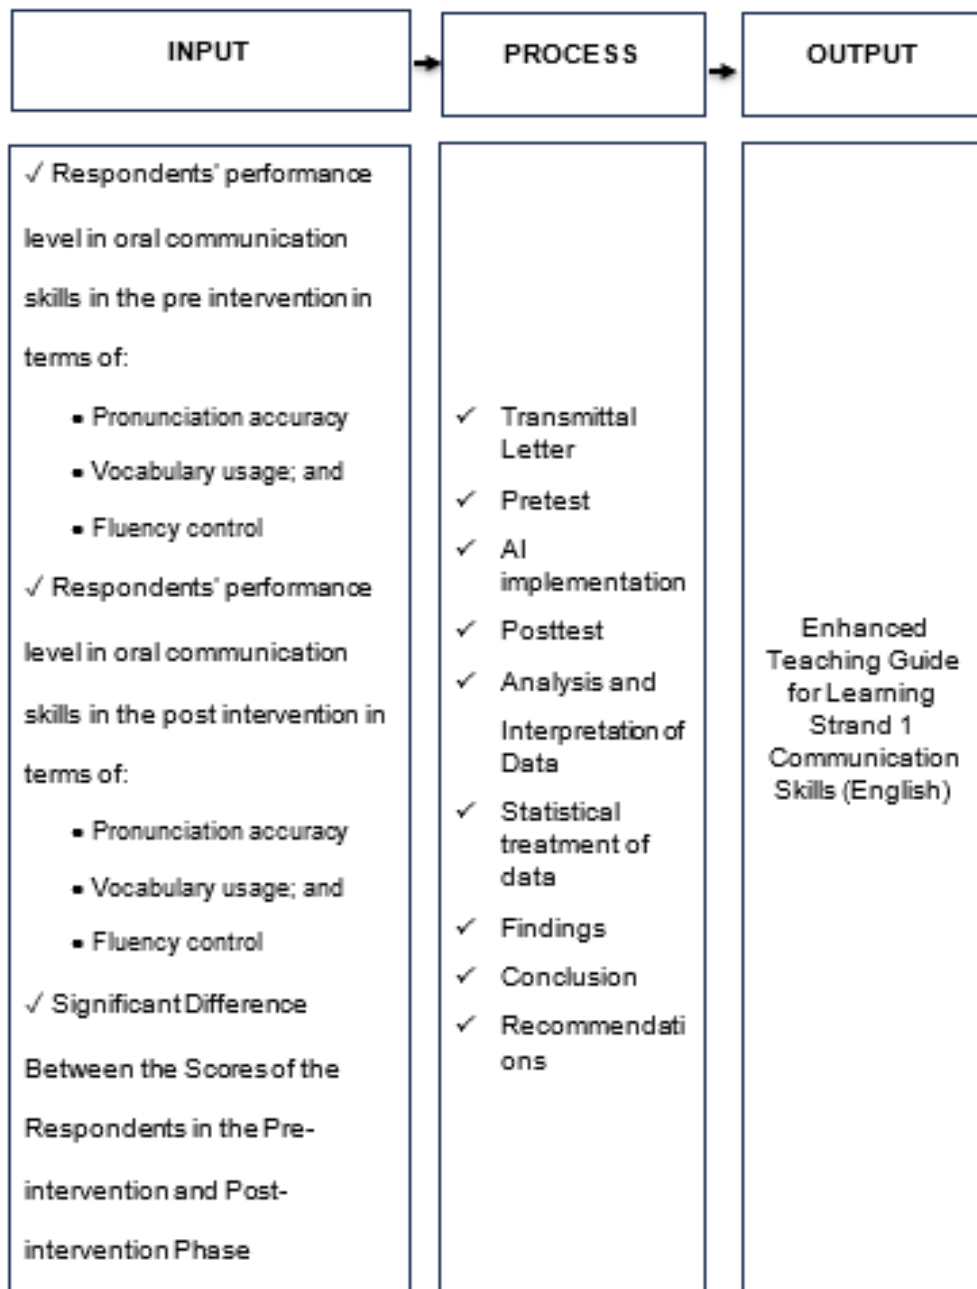 INPUT
PROCESS
OUTPUT
✓ Respondents' performance
level in oral communication
skills in the pre intervention in
terms of:
• Pronunciation accuracy
• Vocabulary usage; and
• Fluency control
✓ Respondents' performance
level in oral communication
skills in the post intervention in
terms of:
• Pronunciation accuracy
• Vocabulary usage; and
• Fluency control
✓ Significant Difference
Between the Scores of the
Respondents in the Pre-
intervention and Post-
intervention Phase
✓ Transmittal
Letter
✓ Pretest
✓ AI
implementation
✓ Posttest
✓ Analysis and
Interpretation of
Data
✓ Statistical
treatment of
data
✓ Findings
✓ Conclusion
✓ Recommendati
ons
Enhanced
Teaching Guide
for Learning
Strand 1
Communication
Skills (English)